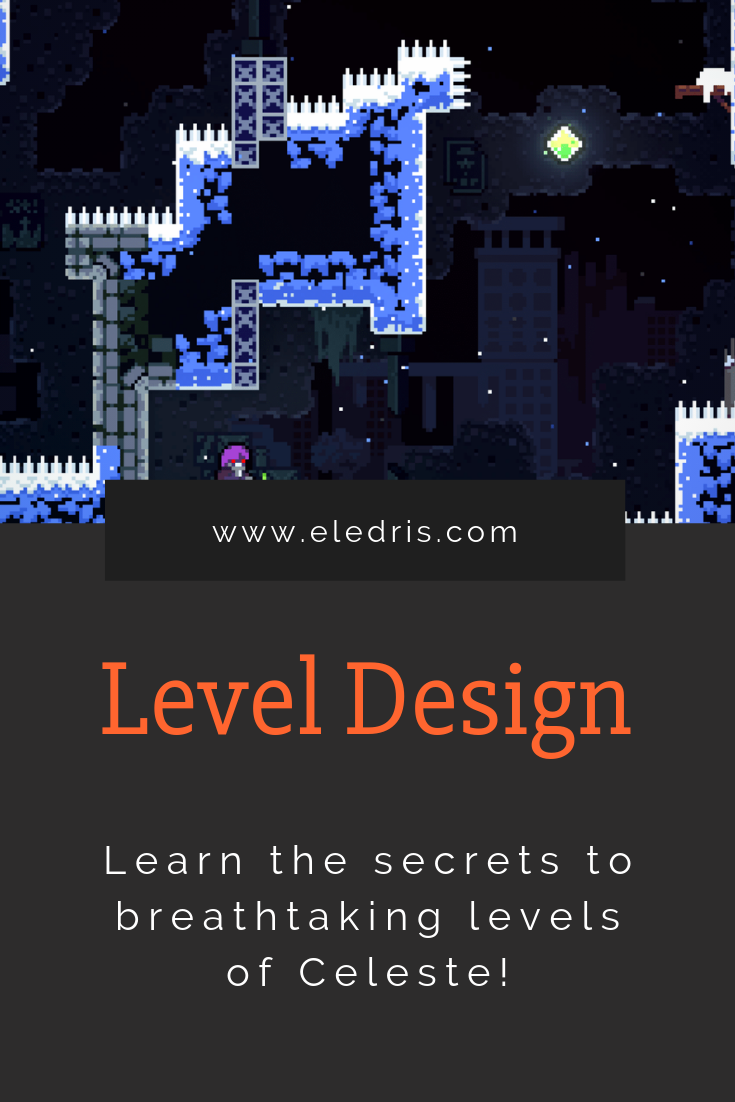 www.eledris.com
Level Design
Learn the secrets to
breathtaking levels
of Celeste!